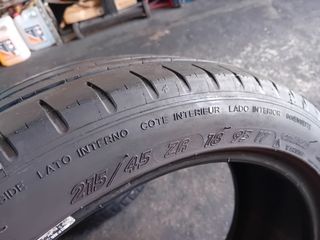 SIDE LATO INTERNO COTE INTERIEUR LADO INTERIOR
215/45 ZR 18 93 Y